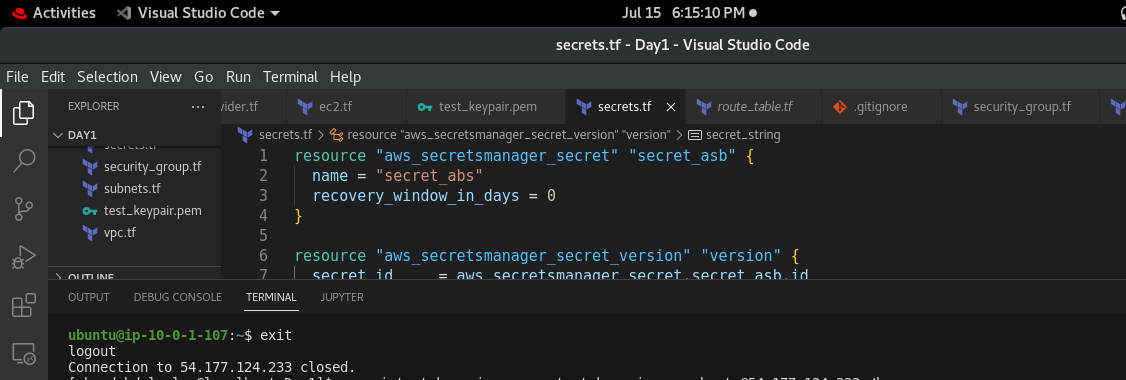 Activities Visual Studio Code Jul 15 6:15:10 PM
secrets.tf - Day1 - Visual Studio Code
File Edit Selection View Go Run Terminal Help
EXPLORER ... vider.tf ec2.tf test_keypair.pem secrets.tf route_table.tf .gitignore security_group.tf
DAY1
secrets.tf > resource "aws_secretsmanager_secret_version" "version" > secret_string
secrets.tf
security_group.tf
subnets.tf
test_keypair.pem
vpc.tf
OUTLINE
1 resource "aws_secretsmanager_secret" "secret_asb" {
2 name = "secret_abs"
3 recovery_window_in_days = 0
4 }
5
6 resource "aws_secretsmanager_secret_version" "version" {
7 secret_id = aws_secretsmanager_secret.secret_asb.id
OUTPUT DEBUG CONSOLE TERMINAL JUPYTER
ubuntu@ip-10-0-1-107:~$ exit
logout
Connection to 54.177.124.233 closed.